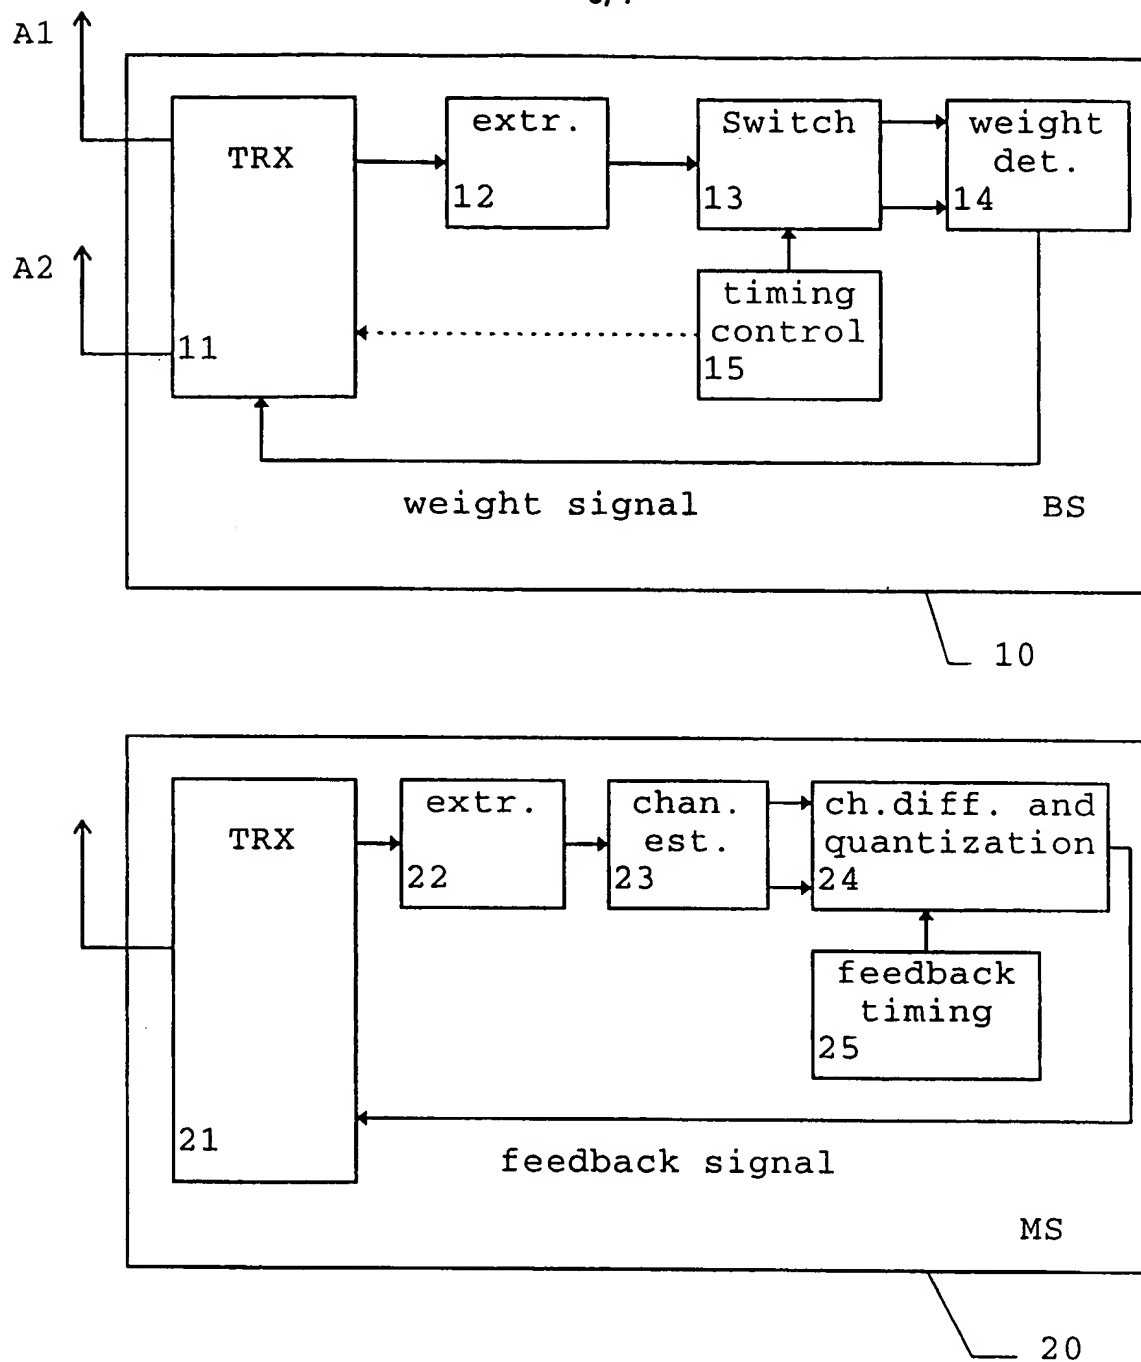 A1
TRX
11
extr.
12
Switch
13
weight
det.
14
A2
timing
control
15
weight signal
BS
10
TRX
21
extr.
22
chan.
est.
23
ch.diff. and
quantization
24
feedback
timing
25
feedback signal
MS
20